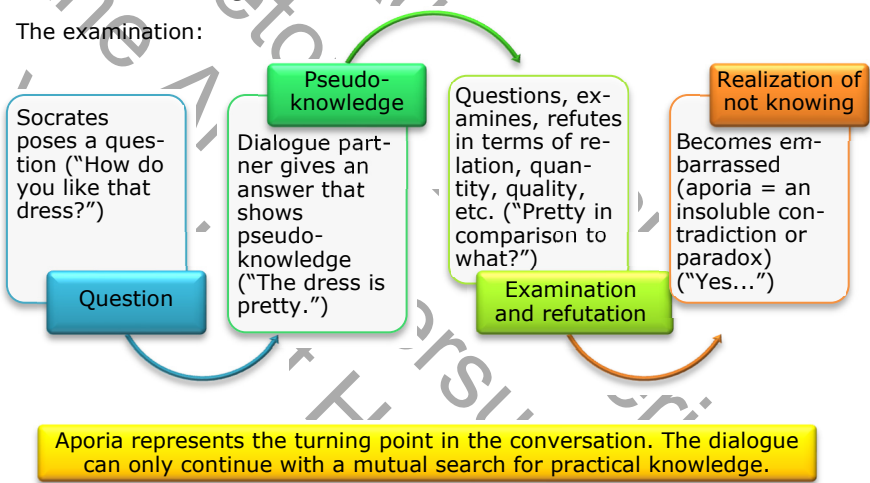 The examination:
Socrates
poses a ques-
tion (“How do
you like that
dress?”)
Question
Pseudo-
knowledge
Dialogue part-
ner gives an
answer that
shows
pseudo-
knowledge
(“The dress is
pretty.”)
Questions, ex-
amines, refutes
in terms of re-
lation, quan-
tity, quality,
etc. (“Pretty in
comparison to
what?”)
Examination
and refutation
Realization of
not knowing
Becomes em-
barrassed
(aporia = an
insoluble con-
tradiction or
paradox)
(“Yes...”)
Aporia represents the turning point in the conversation. The dialogue
can only continue with a mutual search for practical knowledge.